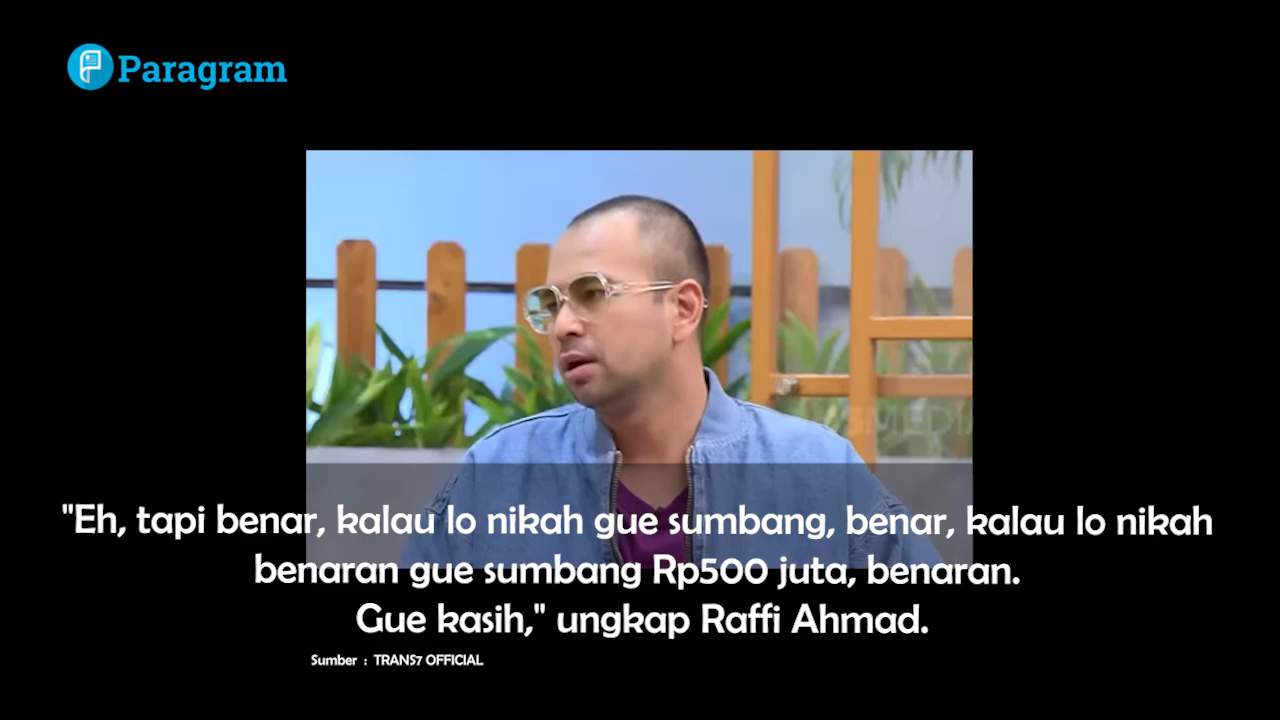 Paragram
"Eh, tapi benar, kalau lo nikah gue sumbang, benar, kalau lo nikah
benaran gue sumbang Rp500 juta, benaran.
Gue kasih," ungkap Raffi Ahmad.
Sumber : TRANS7 OFFICIAL